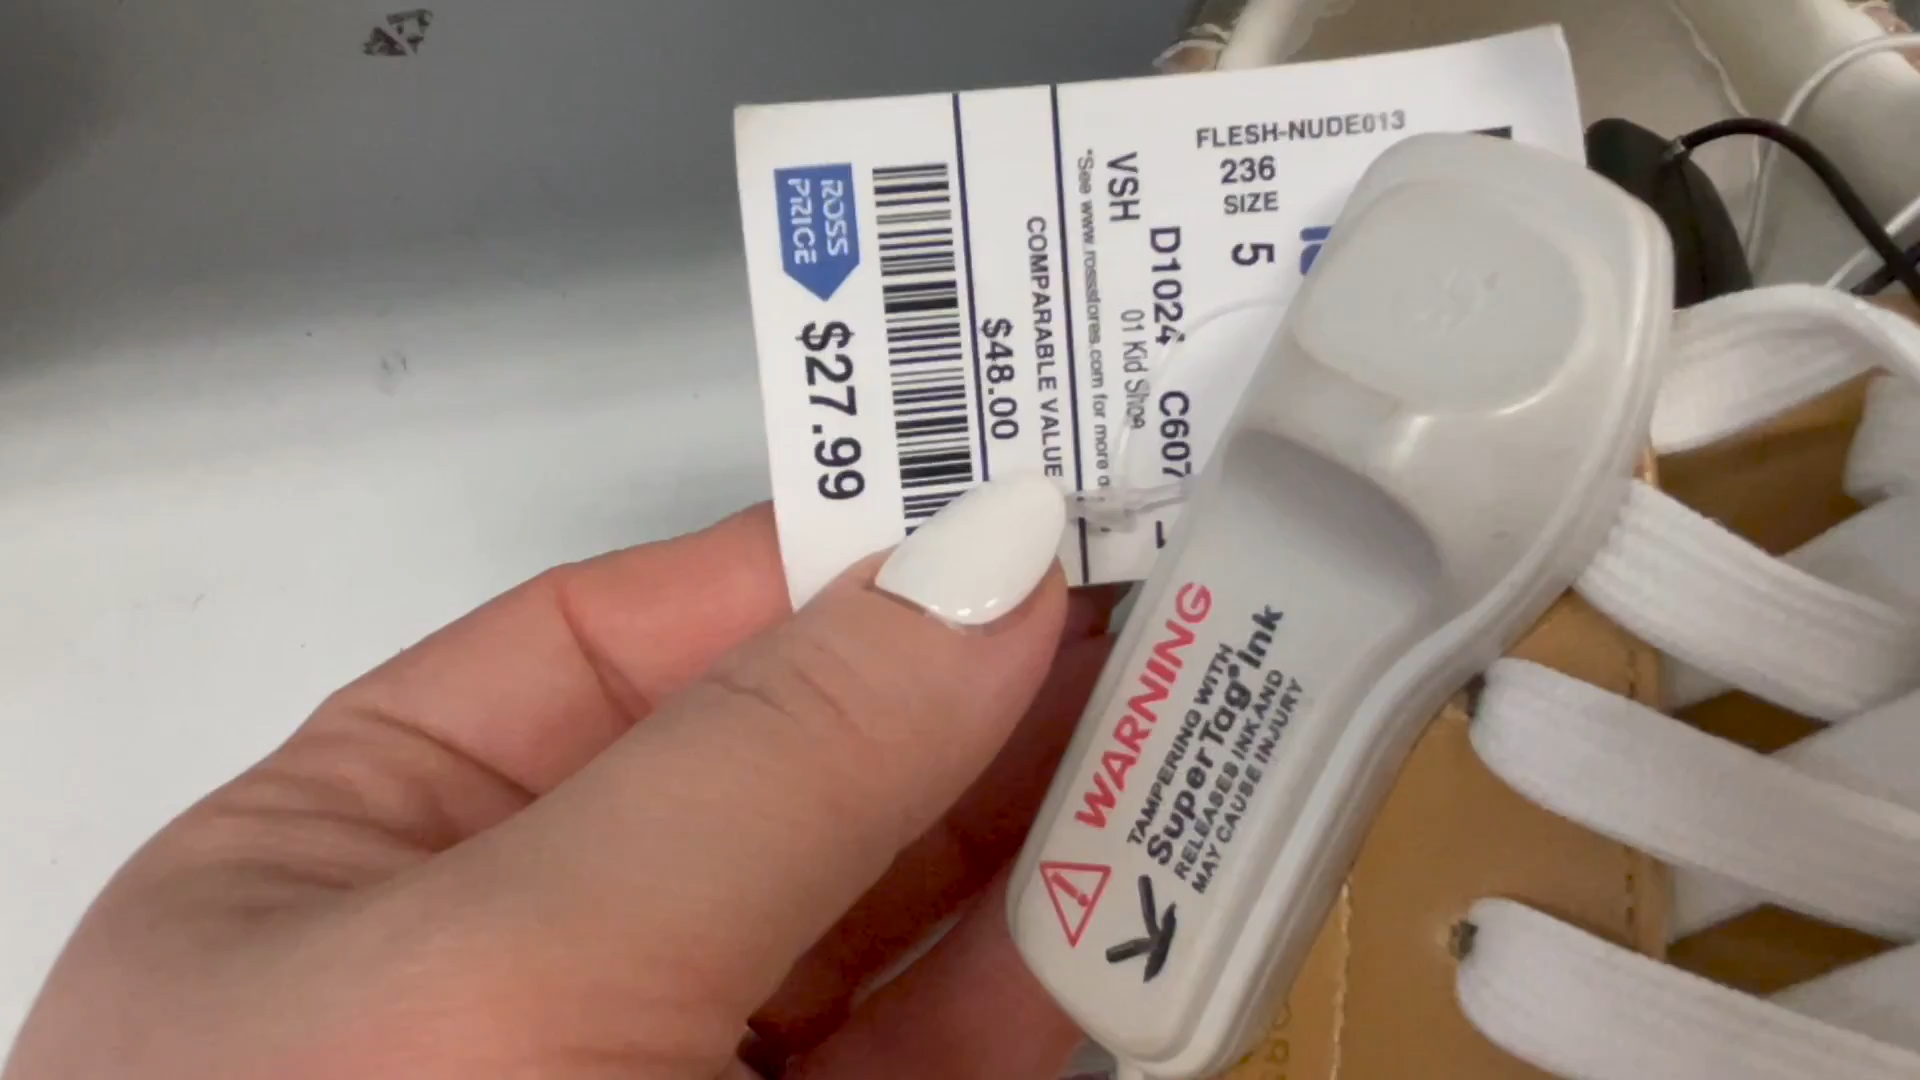 FLESH-NUDE013
236
SIZE
5
D1024 C607
01 Kid Shoe
VSH
*See www.rossstores.com for more
COMPARABLE VALUE
$48.00
ROSS
PRICE
$27.99
WARNING
TAMPERING WITH
SuperTag® Ink
RELEASES INK AND
MAY CAUSE INJURY